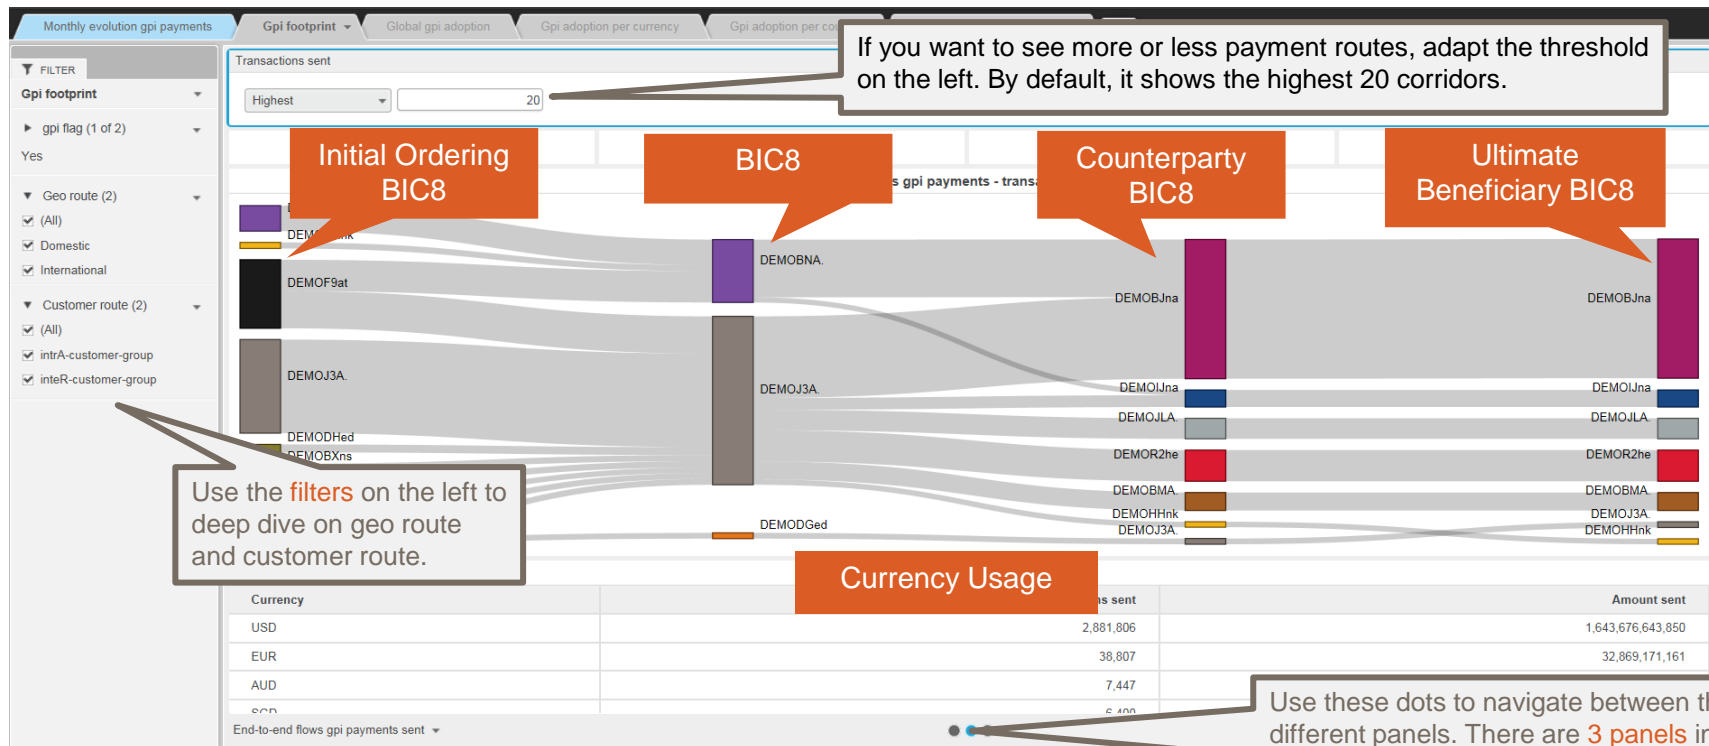 Monthly evolution gpi payments
Gpi footprint
Global gpi adoption
Gpi adoption per currency
Gpi adoption per
FILTER
Gpi footprint
gpi flag (1 of 2)
Yes
Geo route (2)
(All)
Domestic
International
Customer route (2)
(All)
intrA-customer-group
inteR-customer-group
Transactions sent
Highest
20
If you want to see more or less payment routes, adapt the threshold
on the left. By default, it shows the highest 20 corridors.
Initial Ordering
BIC8
BIC8
Counterparty
BIC8
Ultimate
Beneficiary BIC8
gpi payments -
DEMOF9at
DEMOJ3A.
DEMODHed
DEMOBXns
DEMOBNA.
DEMOJ3A.
DEMODGed
DEMOBJna
DEMOIJna
DEMOJLA.
DEMOR2he
DEMOBMA.
DEMOHHnk
DEMOJ3A.
DEMOBJna
DEMOIJna
DEMOJLA.
DEMOR2he
DEMOBMA.
DEMOJ3A.
DEMOHHnk
Use the filters on the left to
deep dive on geo route
and customer route.
Currency Usage
Currency
sent
Amount sent
USD
2,881,806
1,643,676,643,850
EUR
38,807
32,869,171,161
AUD
7,447
SGD
End-to-end flows gpi payments sent
Use these dots to navigate between
different panels. There are 3 panels in